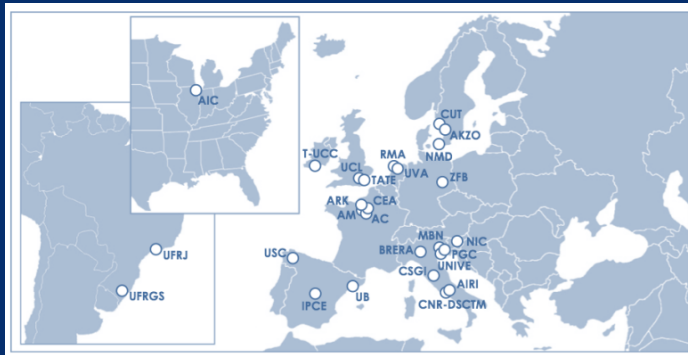 AIC
CUT
AKZO
NMD
T-UCC
RMA
UCL
UVA
TATE
ZFB
ARK
CEA
AM
AC
UFRJ
UFRGS
USC
MBN
NIC
BRERA
PGC
UNIVE
CSGI
AIRI
IPCE
UB
CNR-DSCTM